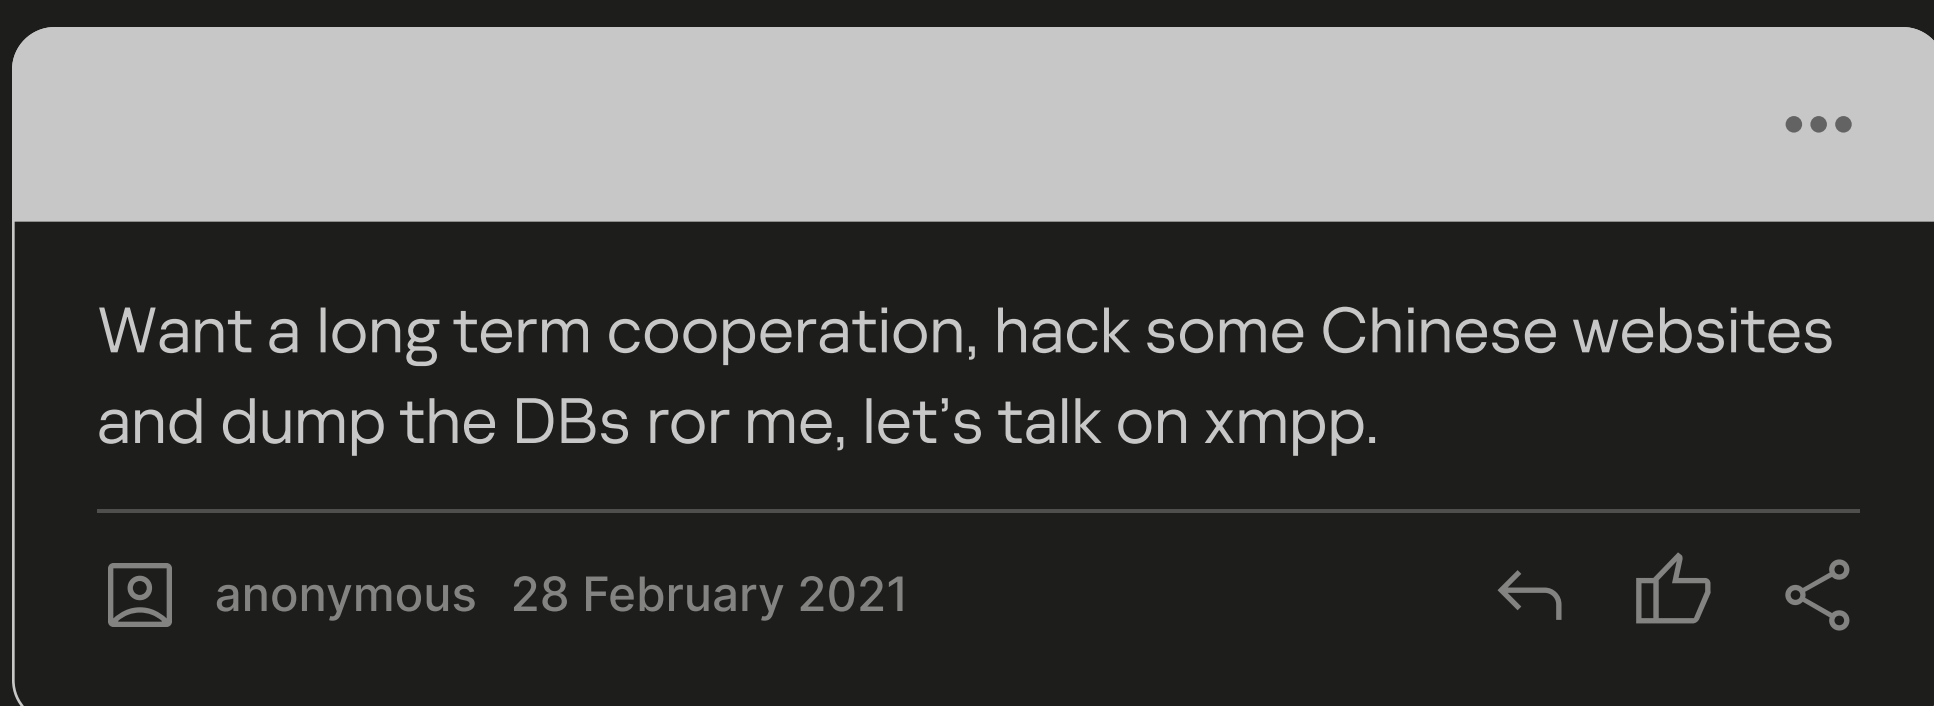 Want a long term cooperation, hack some Chinese websites
and dump the DBs ror me, let’s talk on xmpp.
anonymous 28 February 2021